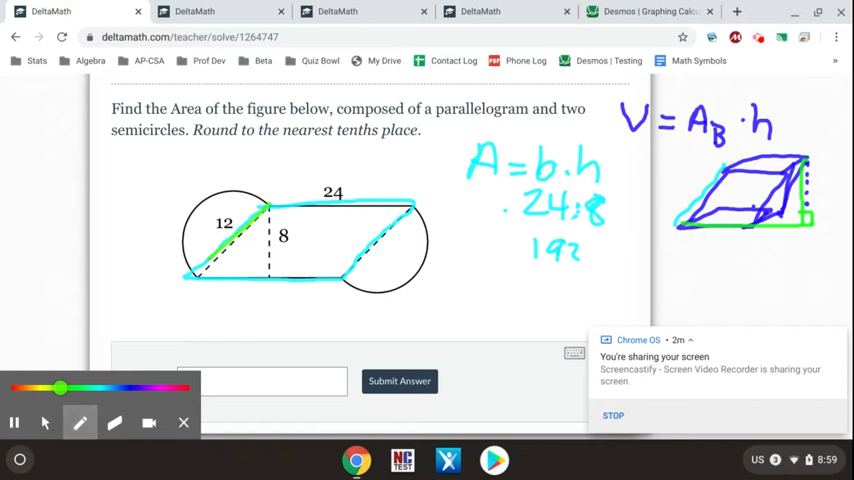 DeltaMath
DeltaMath
DeltaMath
DeltaMath
Desmos | Graphing Calcu
deltamath.com/teacher/solve/1264747
Stats
Algebra
AP-CSA
Prof Dev
Beta
Quiz Bowl
My Drive
Contact Log
Phone Log
Desmos | Testing
Math Symbols
Find the Area of the figure below, composed of a parallelogram and two
semicircles. Round to the nearest tenths place.
V = A_B · h
A = b · h
24 · 8
192
24
12
8
Submit Answer
Chrome OS • 2m
You're sharing your screen
Screencastify - Screen Video Recorder is sharing your
screen.
STOP
NC
TEST
US 3 8:59